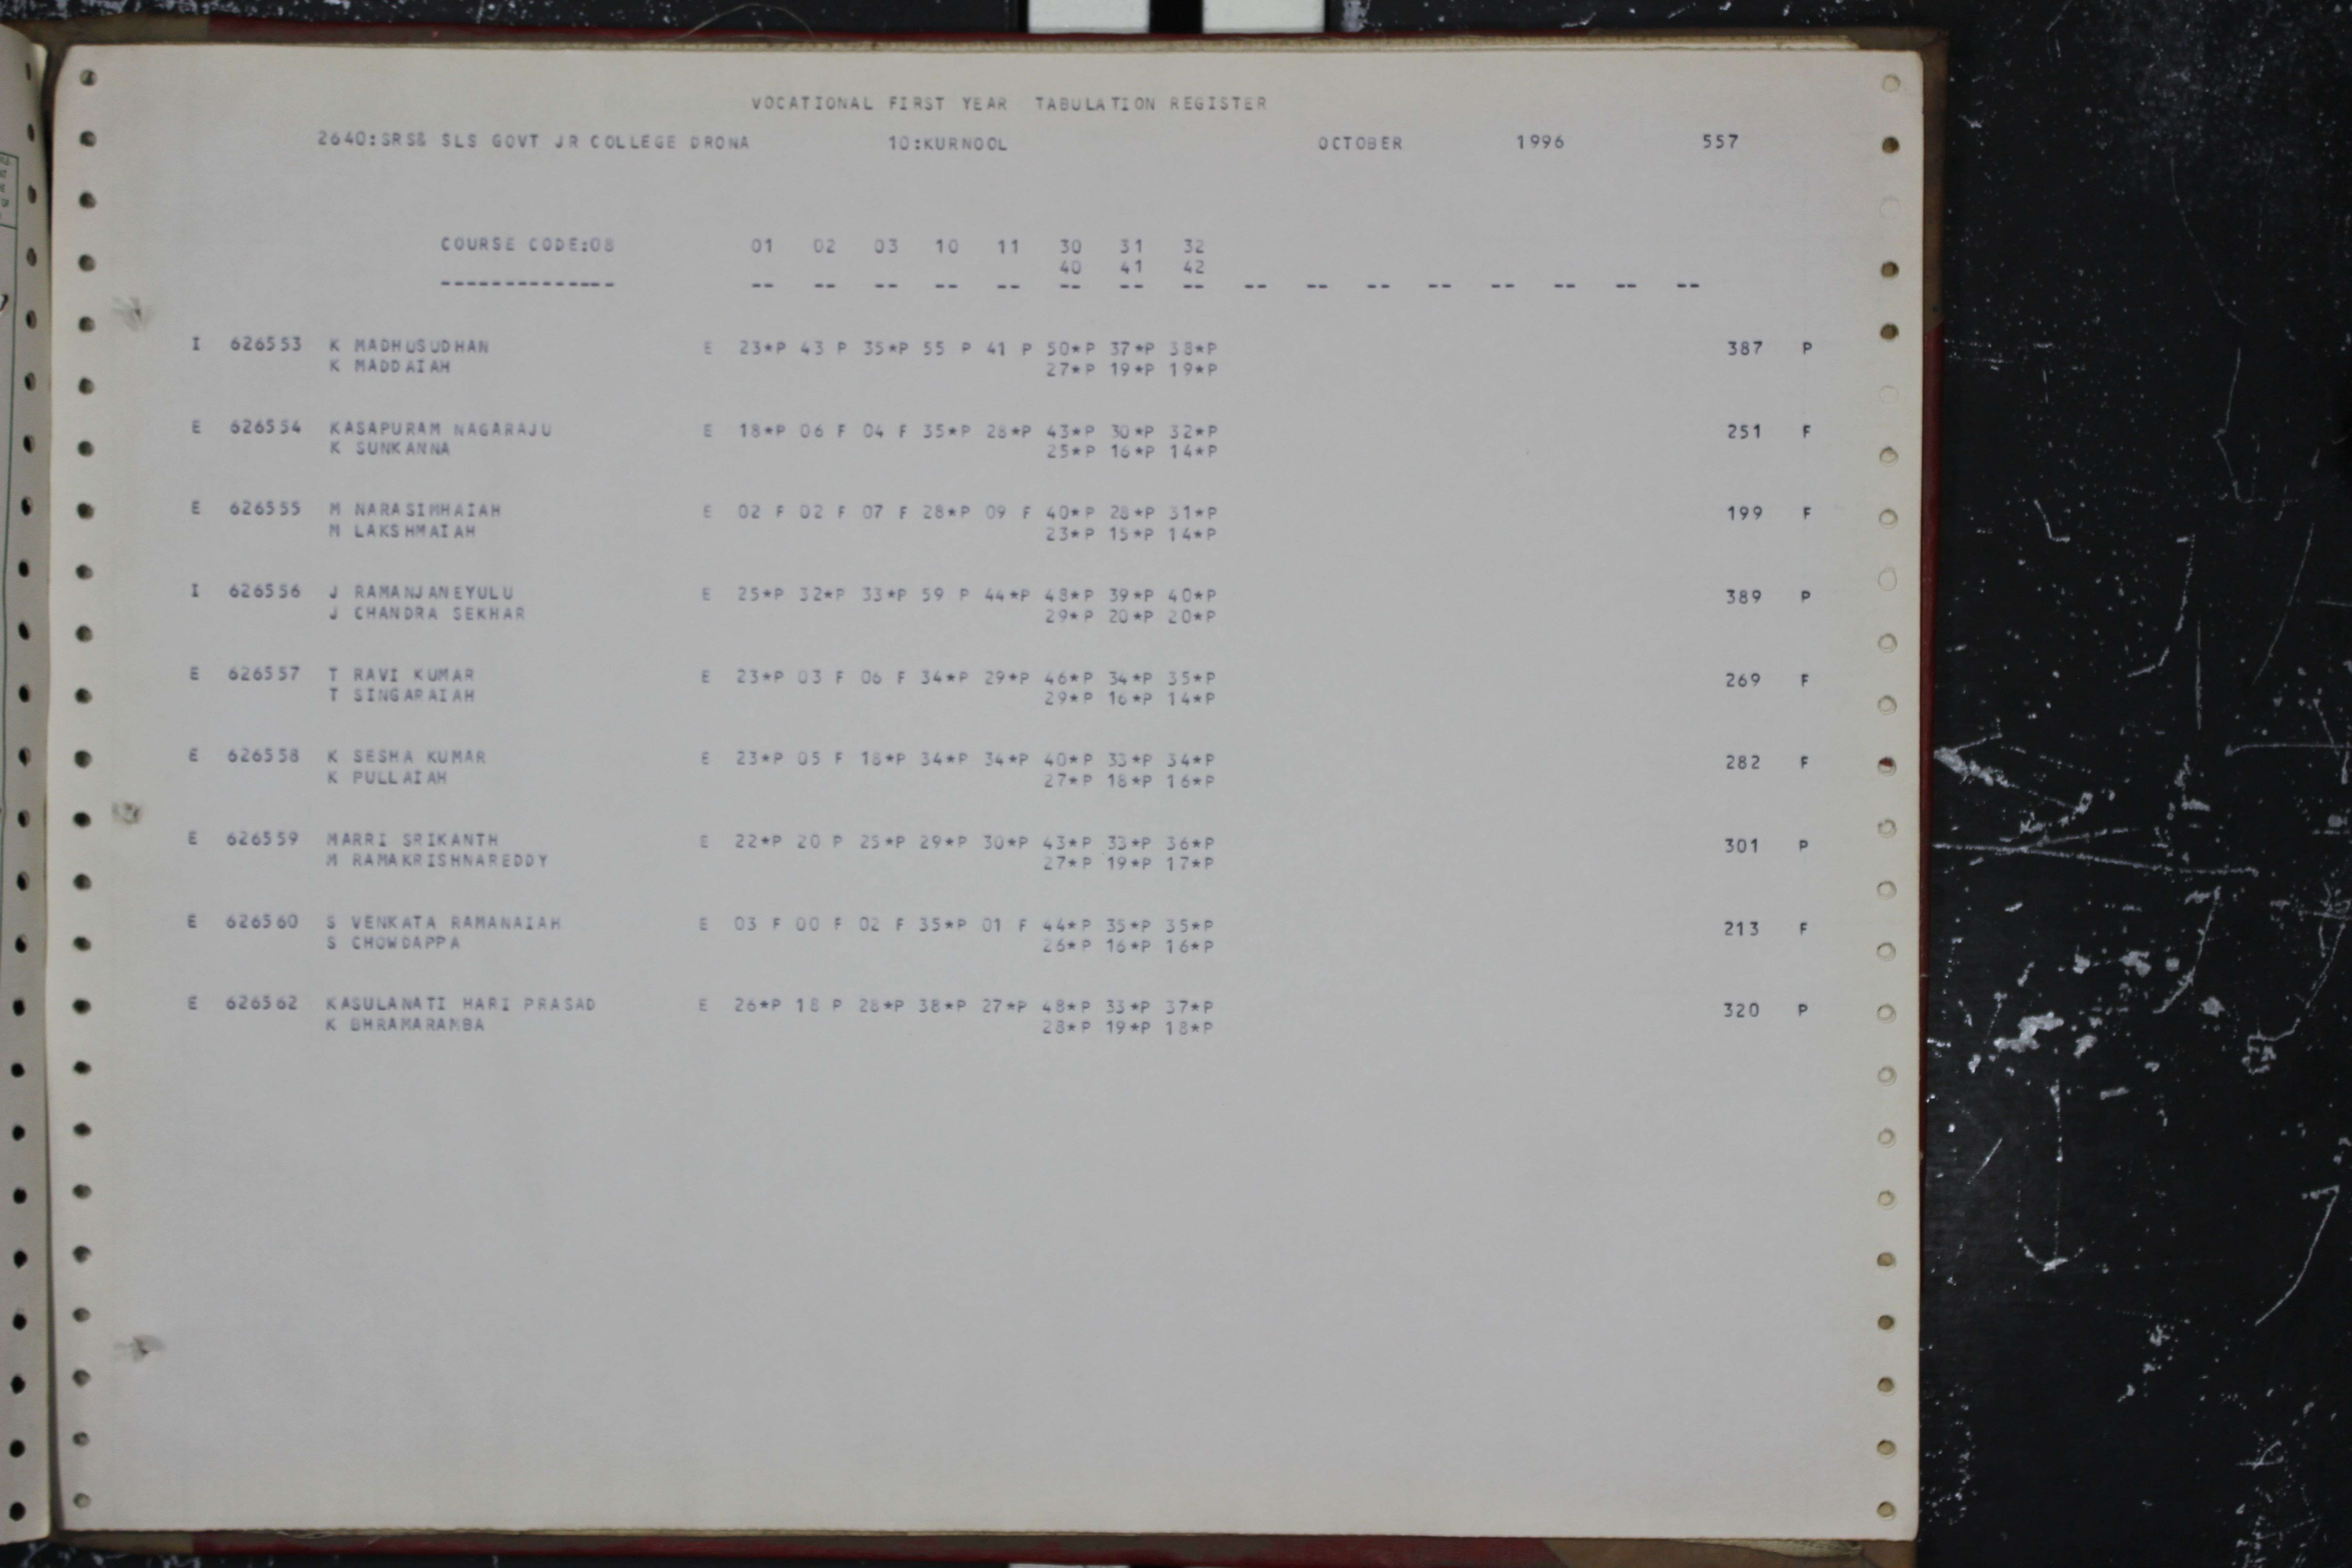 VOCATIONAL FIRST YEAR TABULATION REGISTER
2640:SRS& SLS GOVT JR COLLEGE DRONA 10:KURNOOL OCTOBER 1996 557
COURSE CODE:08 01 02 03 10 11 30 31 32
40 41 42
-------------- -- -- -- -- -- -- -- -- -- -- -- -- -- -- -- --
I 626553 K MADHUSUDHAN E 23*P 43 P 35*P 55 P 41 P 50*P 37*P 38*P 387 P
K MADDAIAH 27*P 19*P 19*P
E 626554 KASAPURAM NAGARAJU E 18*P 06 F 04 F 35*P 28*P 43*P 30*P 32*P 251 F
K SUNKANNA 25*P 16*P 14*P
E 626555 M NARASIMHAIAH E 02 F 02 F 07 F 28*P 09 F 40*P 28*P 31*P 199 F
M LAKSHMAIAH 23*P 15*P 14*P
I 626556 J RAMANJANEYULU E 25*P 32*P 33*P 59 P 44*P 48*P 39*P 40*P 389 P
J CHANDRA SEKHAR 29*P 20*P 20*P
E 626557 T RAVI KUMAR E 23*P 03 F 06 F 34*P 29*P 46*P 34*P 35*P 269 F
T SINGARAIAH 29*P 16*P 14*P
E 626558 K SESHA KUMAR E 23*P 05 F 18*P 34*P 34*P 40*P 33*P 34*P 282 F
K PULLAIAH 27*P 18*P 16*P
E 626559 MARRI SRIKANTH E 22*P 20 P 25*P 29*P 30*P 43*P 33*P 36*P 301 P
M RAMAKRISHNAREDDY 27*P 19*P 17*P
E 626560 S VENKATA RAMANAIAH E 03 F 00 F 02 F 35*P 01 F 44*P 35*P 35*P 213 F
S CHOWDAPPA 26*P 16*P 16*P
E 626562 KASULANATI HARI PRASAD E 26*P 18 P 28*P 38*P 27*P 48*P 33*P 37*P 320 P
K BHRAMARAMBA 28*P 19*P 18*P